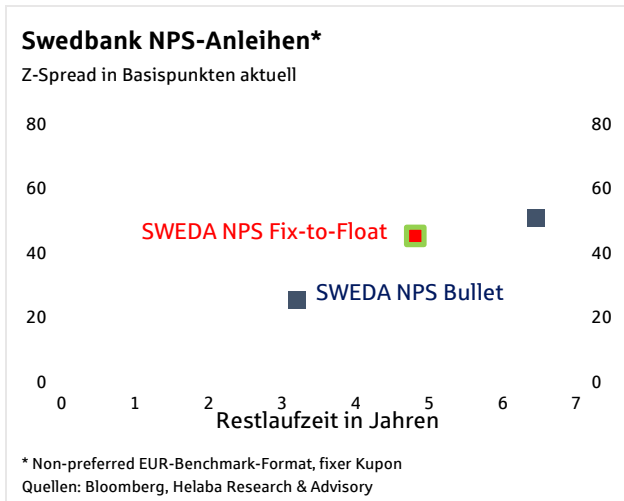 Swedbank NPS-Anleihen*
Z-Spread in Basispunkten aktuell
80 80
60 60
SWEDA NPS Fix-to-Float
40 40
SWEDA NPS Bullet
20 20
0 0
0 1 2 3 4 5 6 7
Restlaufzeit in Jahren
* Non-preferred EUR-Benchmark-Format, fixer Kupon
Quellen: Bloomberg, Helaba Research & Advisory